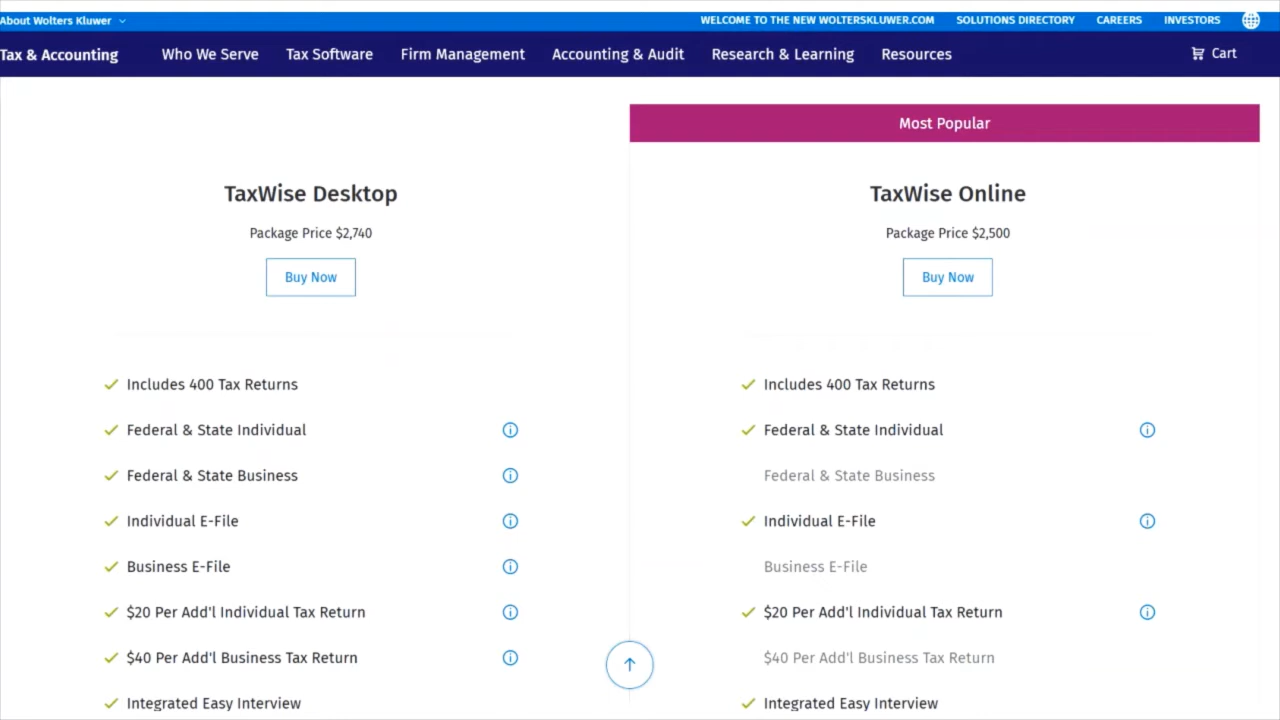 About Wolters Kluwer
WELCOME TO THE NEW WOLTERSKLUWER.COM SOLUTIONS DIRECTORY CAREERS INVESTORS
Tax & Accounting Who We Serve Tax Software Firm Management Accounting & Audit Research & Learning Resources Cart
Most Popular
TaxWise Desktop
Package Price $2,740
Buy Now
Includes 400 Tax Returns
Federal & State Individual
Federal & State Business
Individual E-File
Business E-File
$20 Per Add'l Individual Tax Return
$40 Per Add'l Business Tax Return
Integrated Easy Interview
TaxWise Online
Package Price $2,500
Buy Now
Includes 400 Tax Returns
Federal & State Individual
Federal & State Business
Individual E-File
Business E-File
$20 Per Add'l Individual Tax Return
$40 Per Add'l Business Tax Return
Integrated Easy Interview